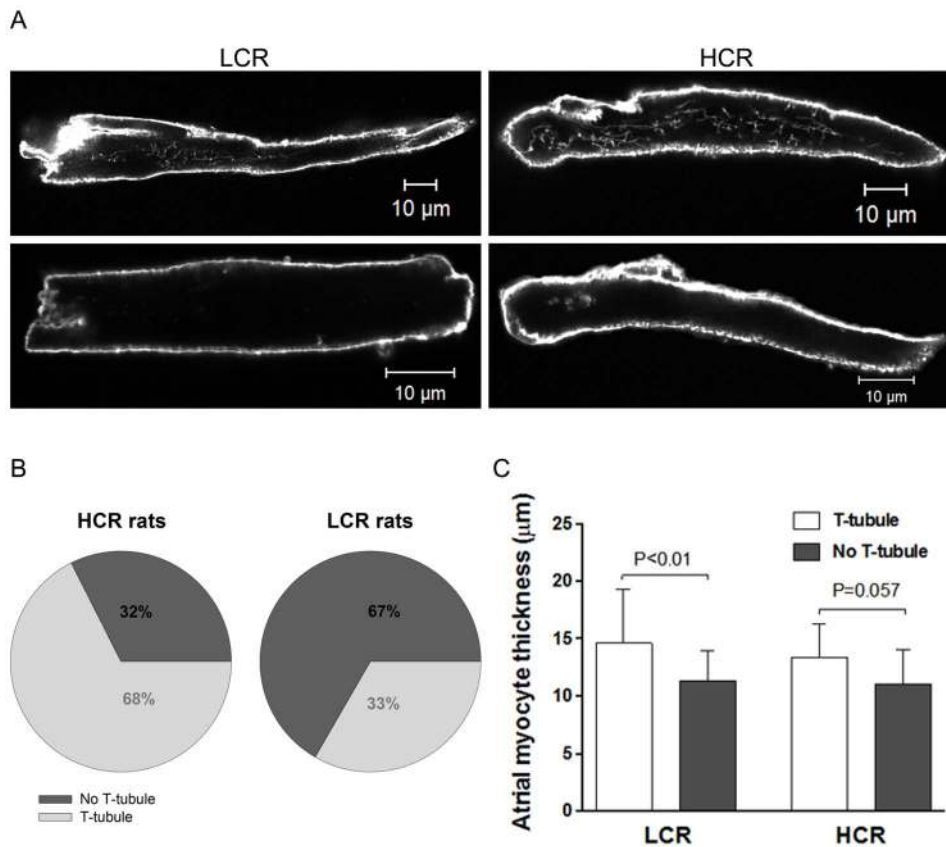 A
LCR
HCR
10 µm
10 µm
10 µm
10 µm
B
HCR rats
LCR rats
32%
68%
67%
33%
No T-tubule
T-tubule
C
Atrial myocyte thickness (µm)
25
20
15
10
5
0
T-tubule
No T-tubule
P<0.01
P=0.057
LCR
HCR